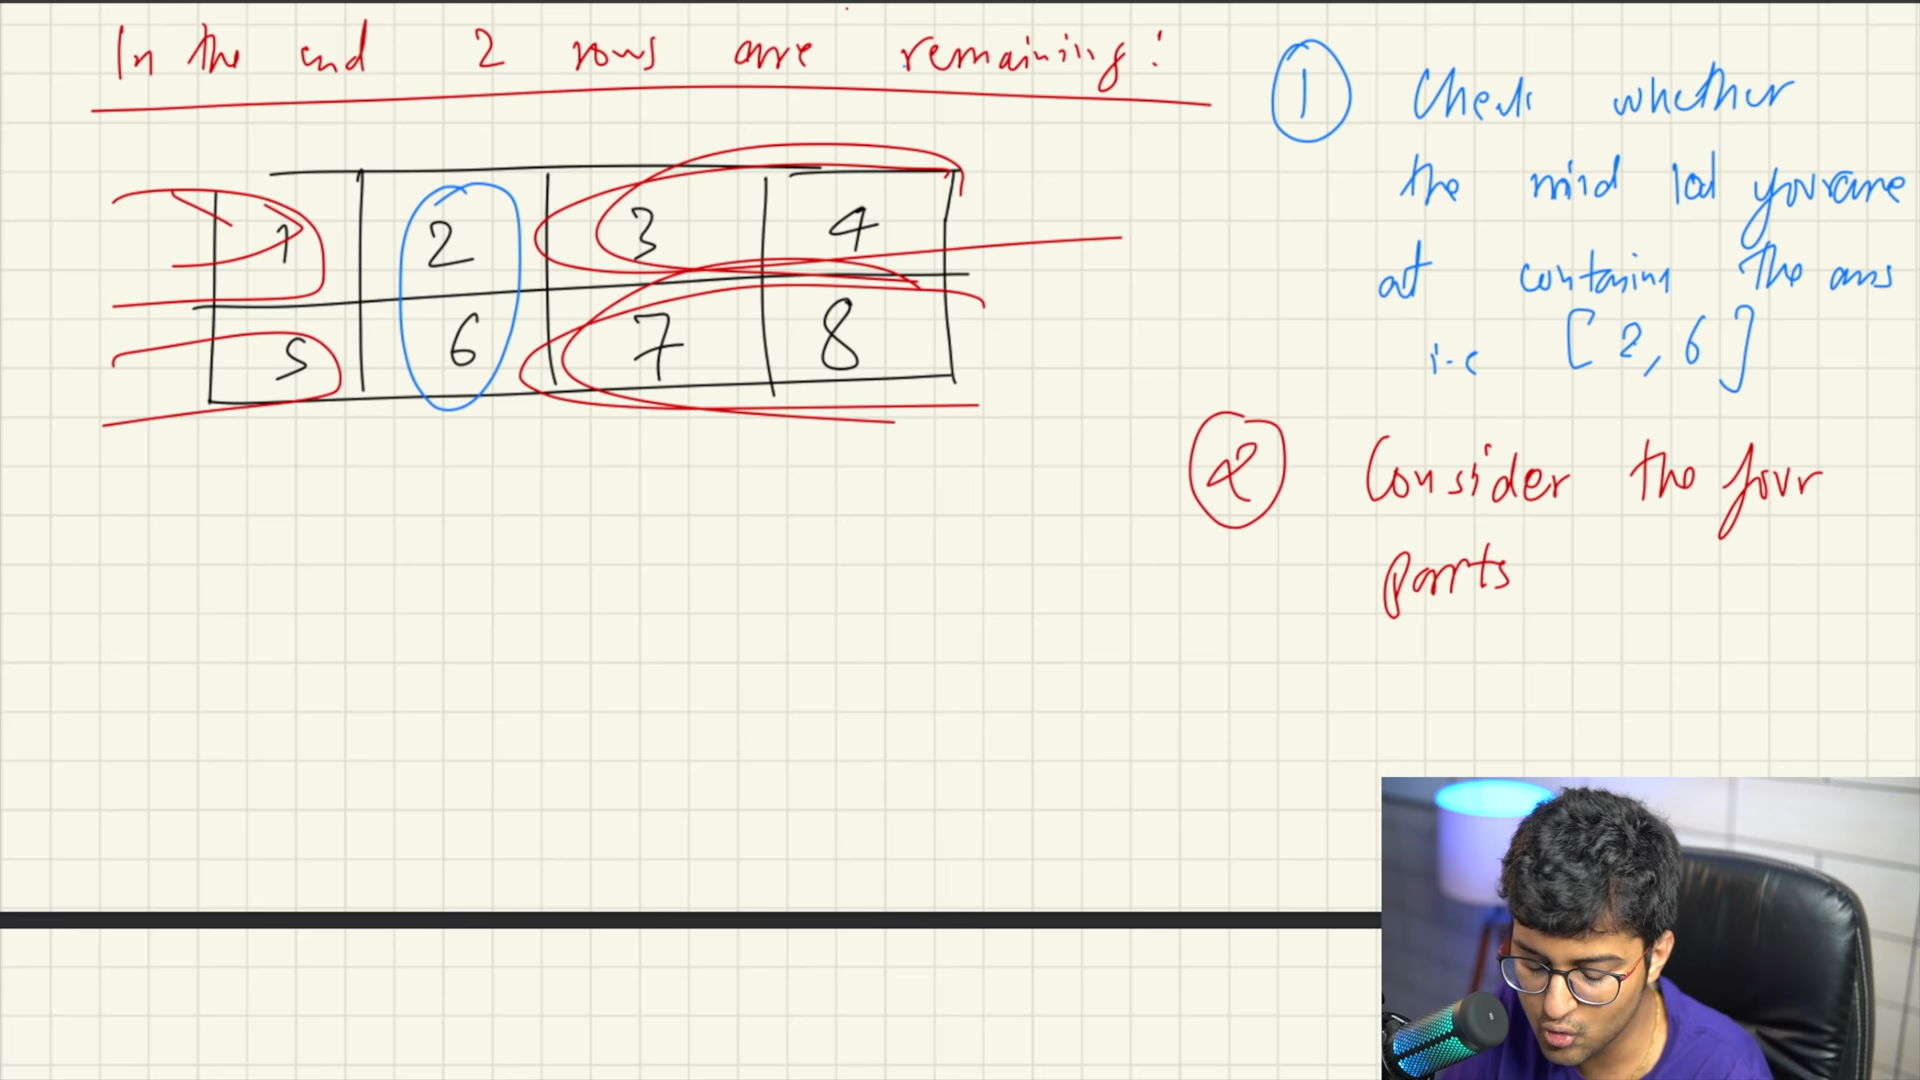 In the end 2 rows are remaining:
1 2 3 4
5 6 7 8
① Check whether
the mid col you are
at contains the ans
i.e [2,6]
② Consider the four
parts